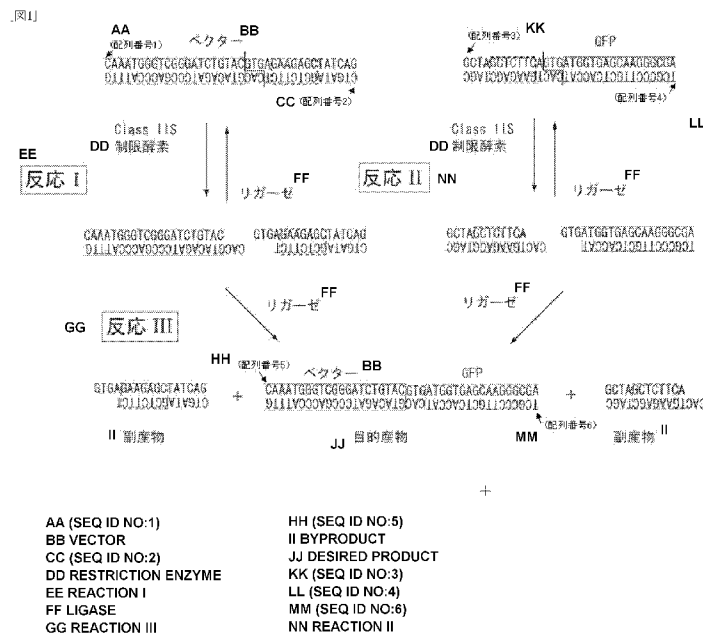 図1
AA
(配列番号1)
ベクター
BB
KK
(配列番号3)
GFP
CAAATGGGTCGGGATCTGTACGTGAGAAGAGCTATCAG
CC (配列番号2)
(配列番号4)
LL
Class IIS
DD 制限酵素
EE
反応 I
FF
リガーゼ
Class IIS
DD 制限酵素
反応 II
NN
FF
リガーゼ
CAAATGGGTCGGGATCTGTAC
GTGAGAAGAGCTATCAG
GTGATGGTGAGCAAGGGCGA
リガーゼ FF
リガーゼ FF
GG
反応 III
HH (配列番号5)
ベクター BB
GFP
GTGAGAAGAGCTATCAG
+
CAAATGGGTCGGGATCTGTACGTGATGGTGAGCAAGGGCGA
+
GCTAGCTCTTCA
II 副産物
JJ 目的産物
MM
(配列番号6)
副産物 II
+
AA (SEQ ID NO:1)
BB VECTOR
CC (SEQ ID NO:2)
DD RESTRICTION ENZYME
EE REACTION I
FF LIGASE
GG REACTION III
HH (SEQ ID NO:5)
II BYPRODUCT
JJ DESIRED PRODUCT
KK (SEQ ID NO:3)
LL (SEQ ID NO:4)
MM (SEQ ID NO:6)
NN REACTION II